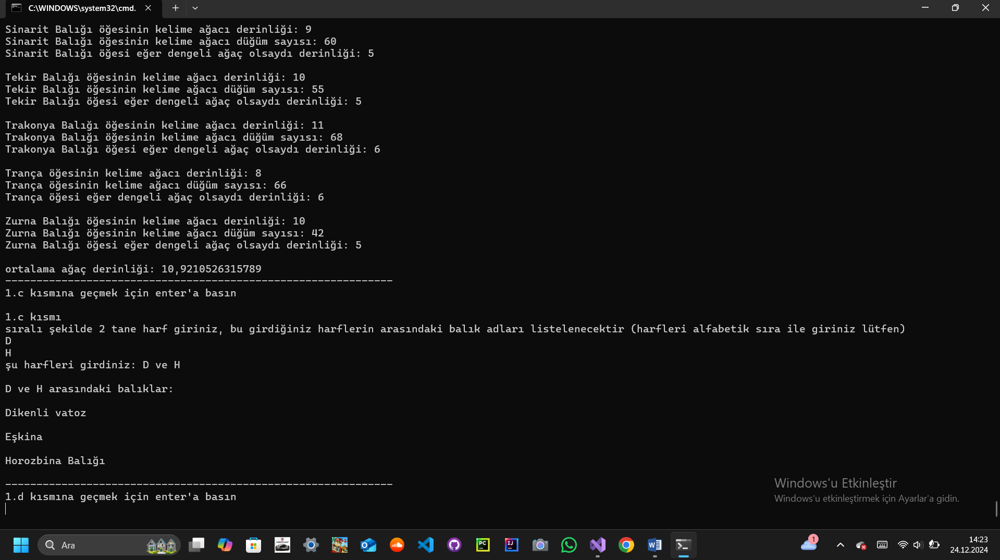 C:\WINDOWS\system32\cmd.
Sinarit Balığı öğesinin kelime ağacı derinliği: 9
Sinarit Balığı öğesinin kelime ağacı düğüm sayısı: 60
Sinarit Balığı öğesi eğer dengeli ağaç olsaydı derinliği: 5
Tekir Balığı öğesinin kelime ağacı derinliği: 10
Tekir Balığı öğesinin kelime ağacı düğüm sayısı: 55
Tekir Balığı öğesi eğer dengeli ağaç olsaydı derinliği: 5
Trakonya Balığı öğesinin kelime ağacı derinliği: 11
Trakonya Balığı öğesinin kelime ağacı düğüm sayısı: 68
Trakonya Balığı öğesi eğer dengeli ağaç olsaydı derinliği: 6
Trança öğesinin kelime ağacı derinliği: 8
Trança öğesinin kelime ağacı düğüm sayısı: 66
Trança öğesi eğer dengeli ağaç olsaydı derinliği: 6
Zurna Balığı öğesinin kelime ağacı derinliği: 10
Zurna Balığı öğesinin kelime ağacı düğüm sayısı: 42
Zurna Balığı öğesi eğer dengeli ağaç olsaydı derinliği: 5
ortalama ağaç derinliği: 10,9210526315789
--------------------------------------------------------------
1.c kısmına geçmek için enter'a basın
1.c kısmı
sıralı şekilde 2 tane harf giriniz, bu girdiğiniz harflerin arasındaki balık adları listelenecektir (harfleri alfabetik sıra ile giriniz lütfen)
D
H
şu harfleri girdiniz: D ve H
D ve H arasındaki balıklar:
Dikenli vatoz
Eşkina
Horozbina Balığı
--------------------------------------------------------------
1.d kısmına geçmek için enter'a basın
Windows'u Etkinleştir
Windows'u etkinleştirmek için Ayarlar'a gidin.
Ara
PC
IJ
1
14:23
24.12.2024